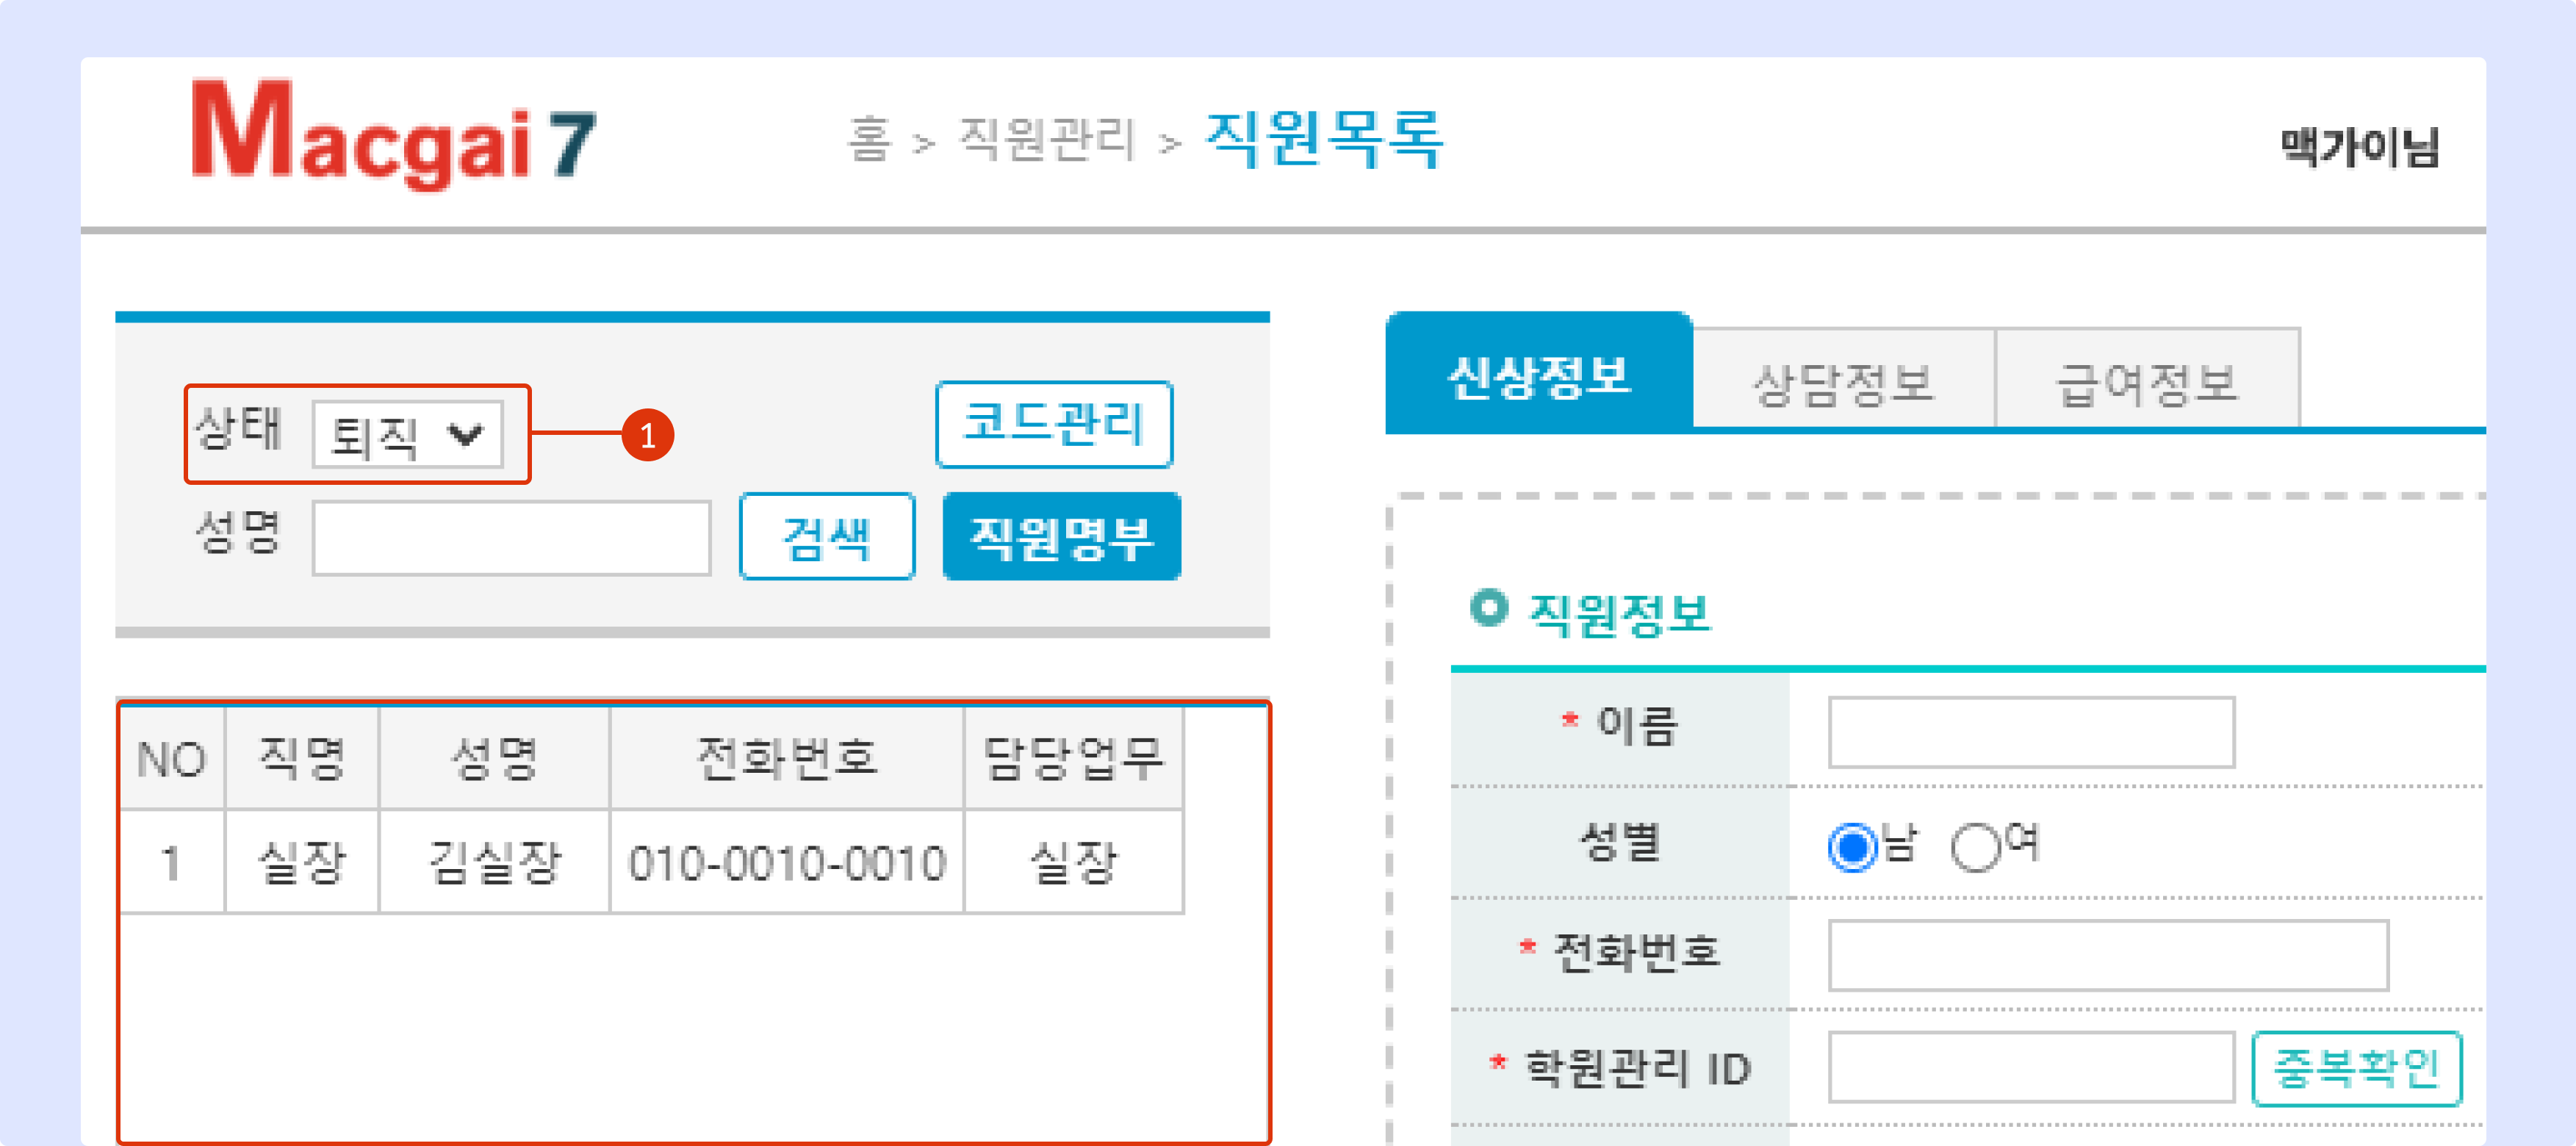 Macgai 7
홈 > 직원관리 > 직원목록
맥가이님
상태 퇴직 1 코드관리
성명 검색 직원명부
NO 직명 성명 전화번호 담당업무
1 실장 김실장 010-0010-0010 실장
신상정보 상담정보 급여정보
직원정보
* 이름
성별 남 여
* 전화번호
* 학원관리 ID 중복확인